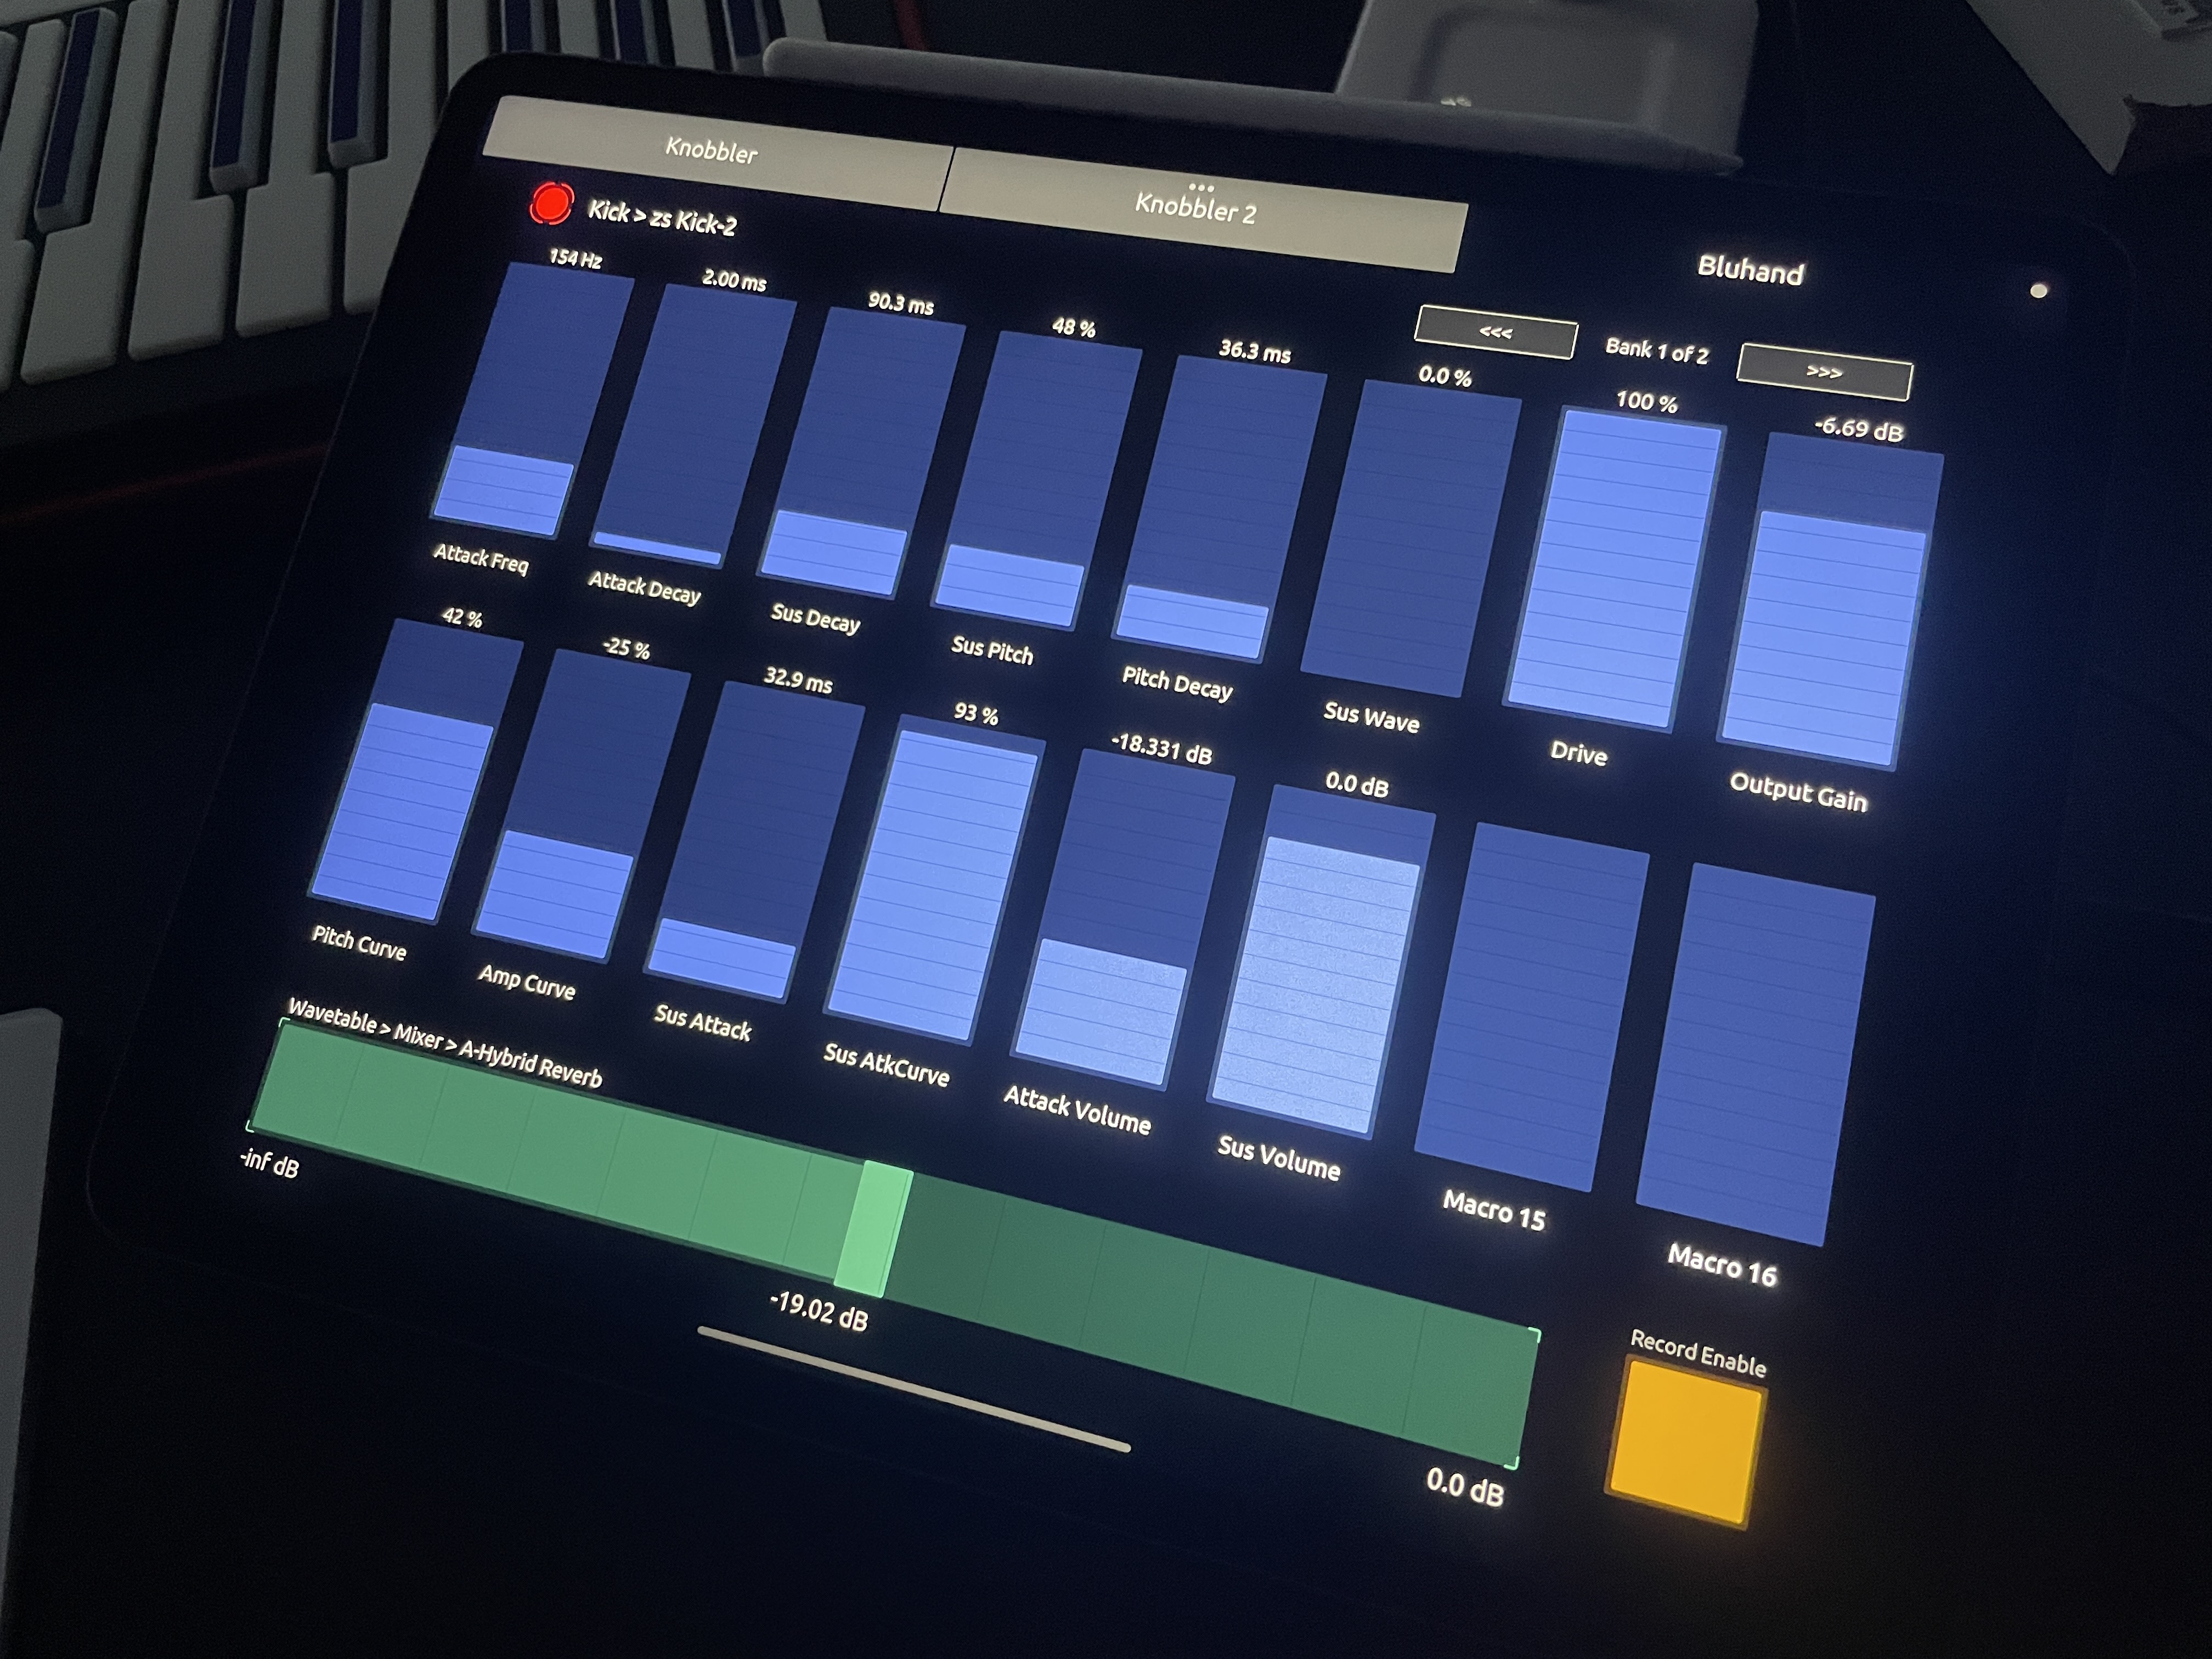 Knobbler
Knobbler 2
Kick > zs Kick-2
Bluhand
<<<
Bank 1 of 2
>>>
154 Hz
2.00 ms
90.3 ms
48 %
36.3 ms
0.0 %
100 %
-6.69 dB
Attack Freq
Attack Decay
Sus Decay
Sus Pitch
Pitch Decay
Sus Wave
Drive
Output Gain
42 %
-25 %
32.9 ms
93 %
-18.331 dB
0.0 dB
Pitch Curve
Amp Curve
Sus Attack
Sus AtkCurve
Attack Volume
Sus Volume
Macro 15
Macro 16
Wavetable > Mixer > A-Hybrid Reverb
-inf dB
-19.02 dB
0.0 dB
Record Enable